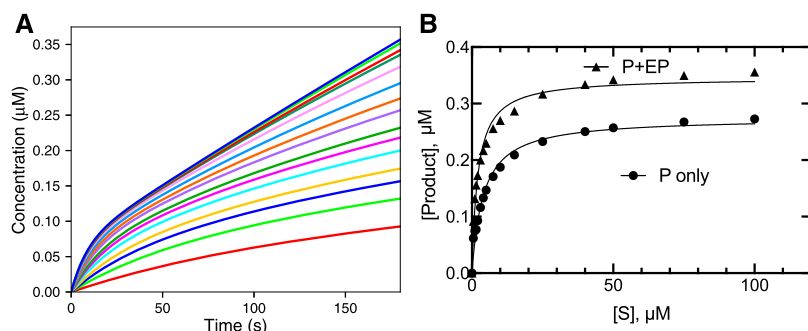 A
0.35
0.30
0.25
0.20
0.15
0.10
0.05
0.00
Concentration (µM)
0
50
100
150
Time (s)
B
0.4
0.3
0.2
0.1
0.0
[Product], µM
P+EP
P only
0
50
100
[S], µM